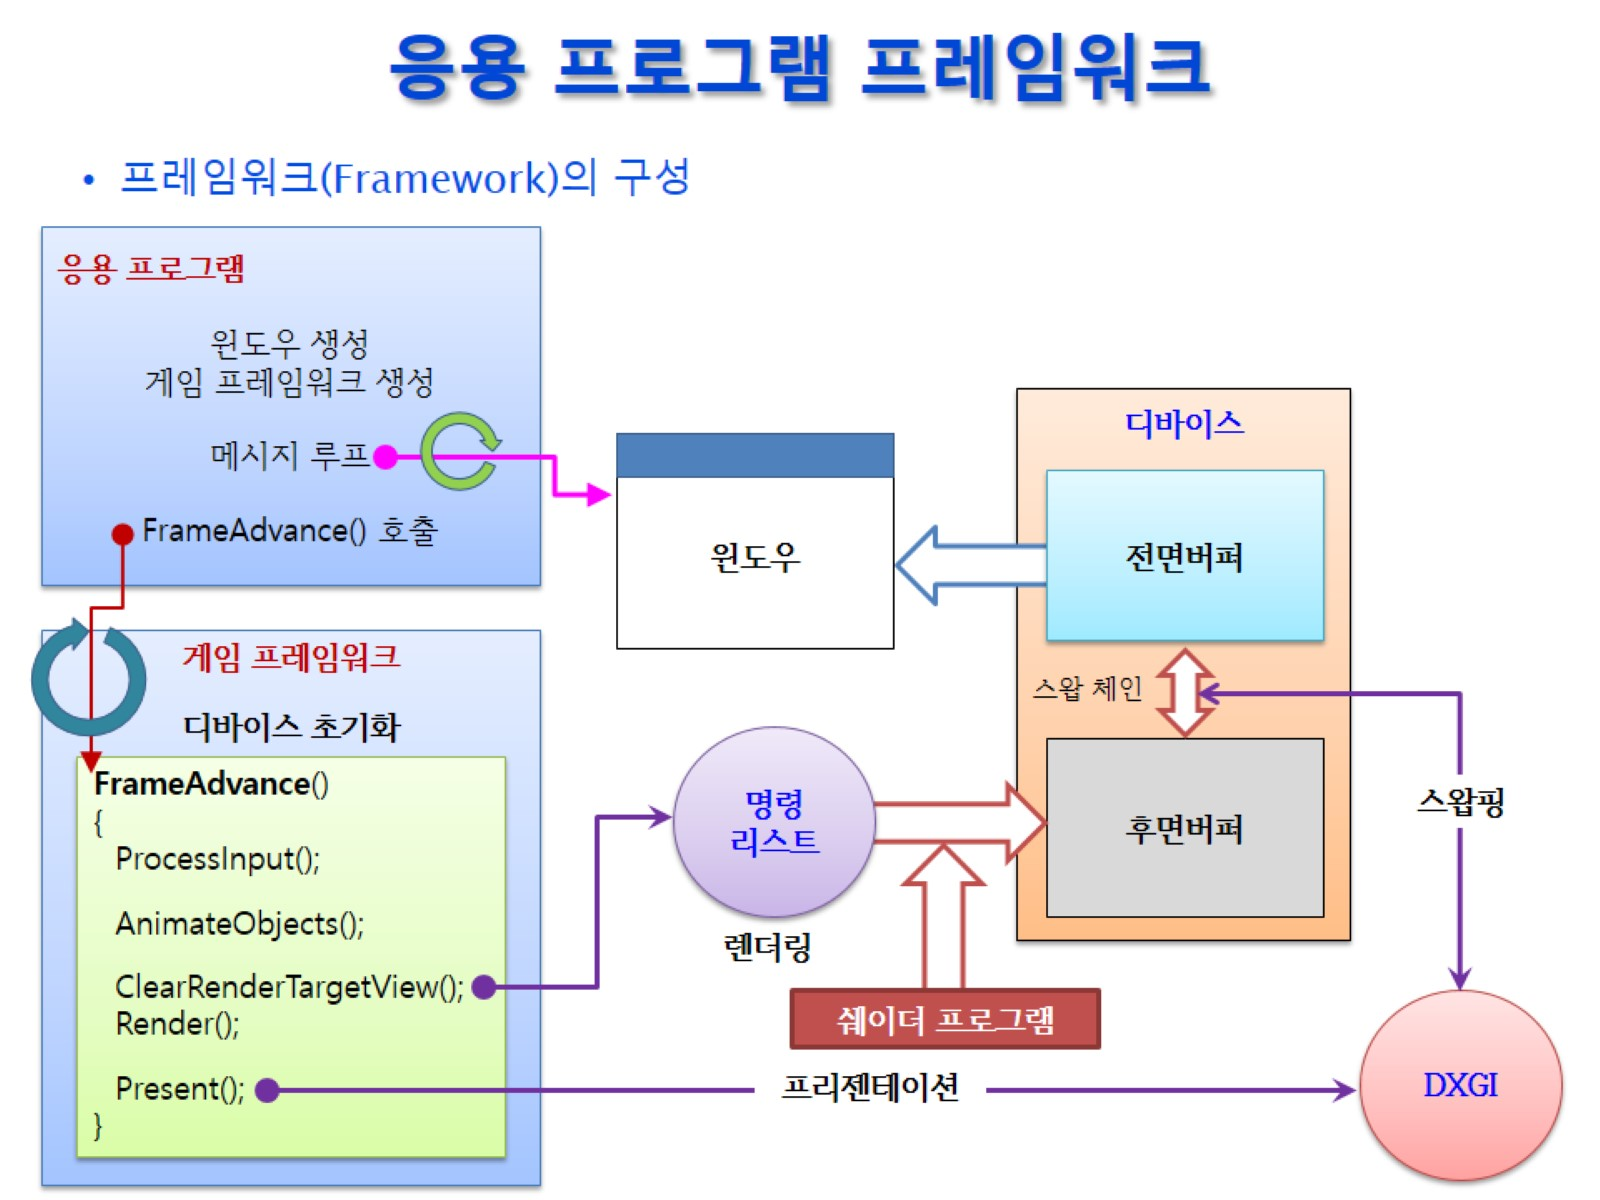 응용 프로그램 프레임워크
• 프레임워크(Framework)의 구성
응용 프로그램
윈도우 생성
게임 프레임워크 생성
메시지 루프
FrameAdvance() 호출
게임 프레임워크
디바이스 초기화
FrameAdvance()
{
ProcessInput();
AnimateObjects();
ClearRenderTargetView();
Render();
Present();
}
윈도우
디바이스
전면버퍼
스왑 체인
후면버퍼
명령
리스트
렌더링
쉐이더 프로그램
프리젠테이션
스왑핑
DXGI